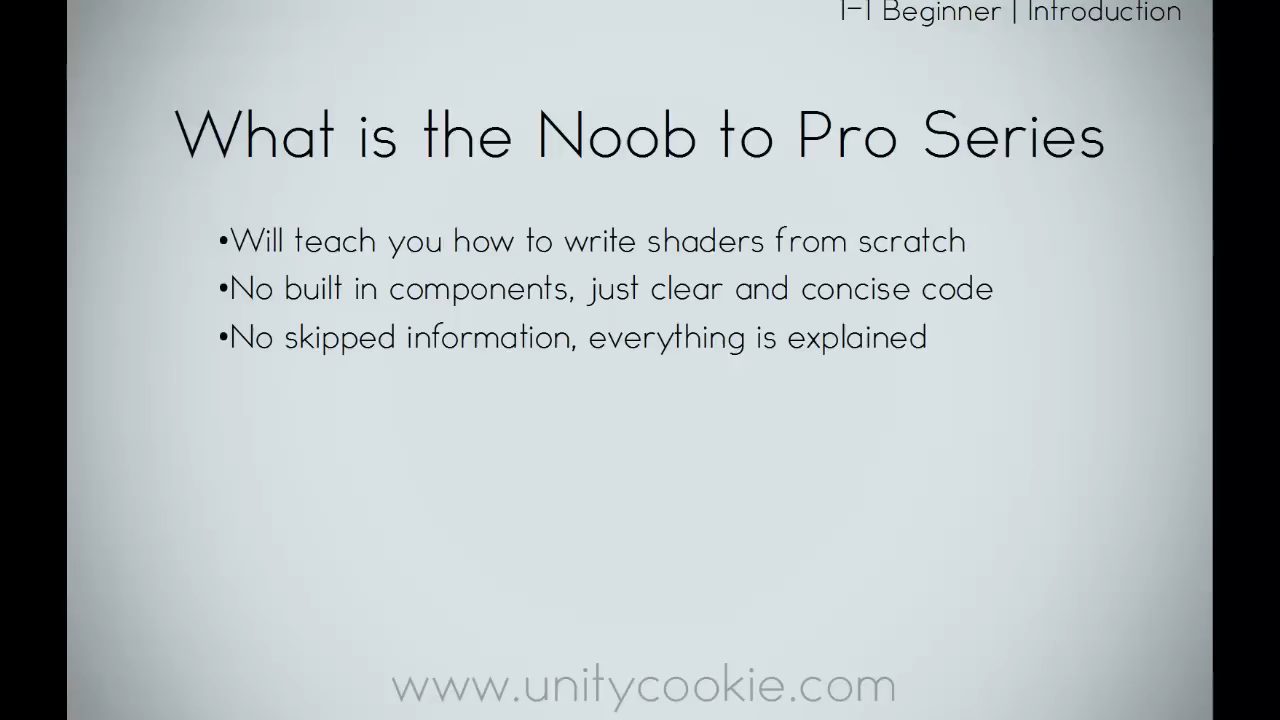 1-1 Beginner | Introduction
What is the Noob to Pro Series
•Will teach you how to write shaders from scratch
•No built in components, just clear and concise code
•No skipped information, everything is explained
www.unitycookie.com